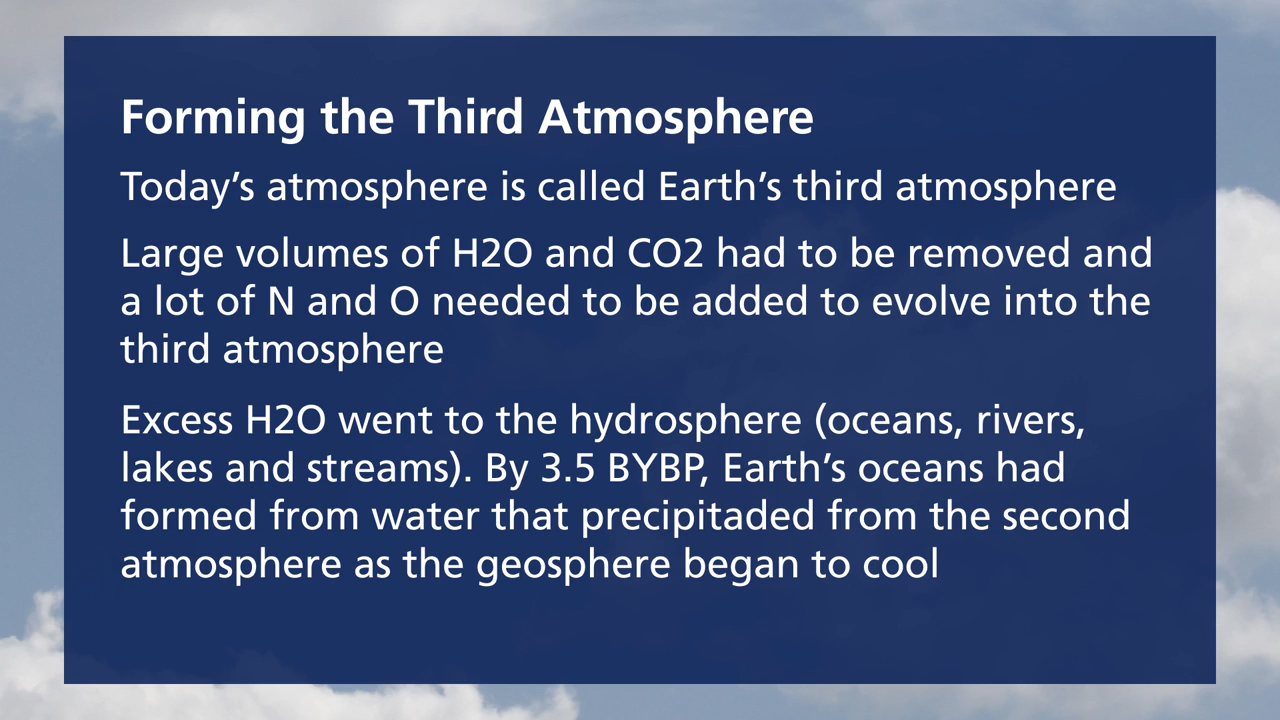 Forming the Third Atmosphere
Today’s atmosphere is called Earth’s third atmosphere
Large volumes of H2O and CO2 had to be removed and
a lot of N and O needed to be added to evolve into the
third atmosphere
Excess H2O went to the hydrosphere (oceans, rivers,
lakes and streams). By 3.5 BYBP, Earth’s oceans had
formed from water that precipitaded from the second
atmosphere as the geosphere began to cool